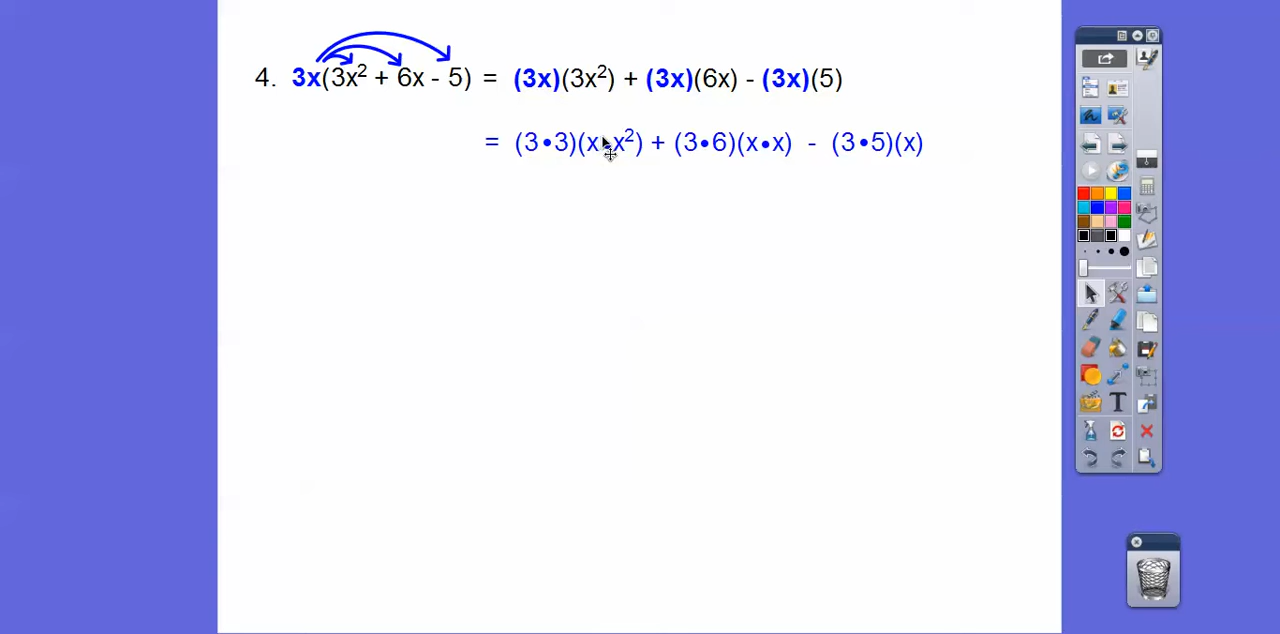 4. 3x(3x² + 6x - 5) = (3x)(3x²) + (3x)(6x) - (3x)(5)
= (3•3)(x•x²) + (3•6)(x•x) - (3•5)(x)